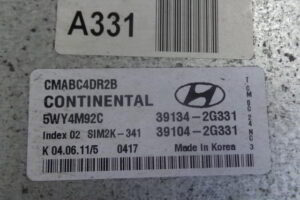 A331
CMABC4DR2B
CONTINENTAL
5WY4M92C 39134-2G331
Index 02 SIM2K-341 39104-2G331
K 04.06.11/5 0417 Made in Korea